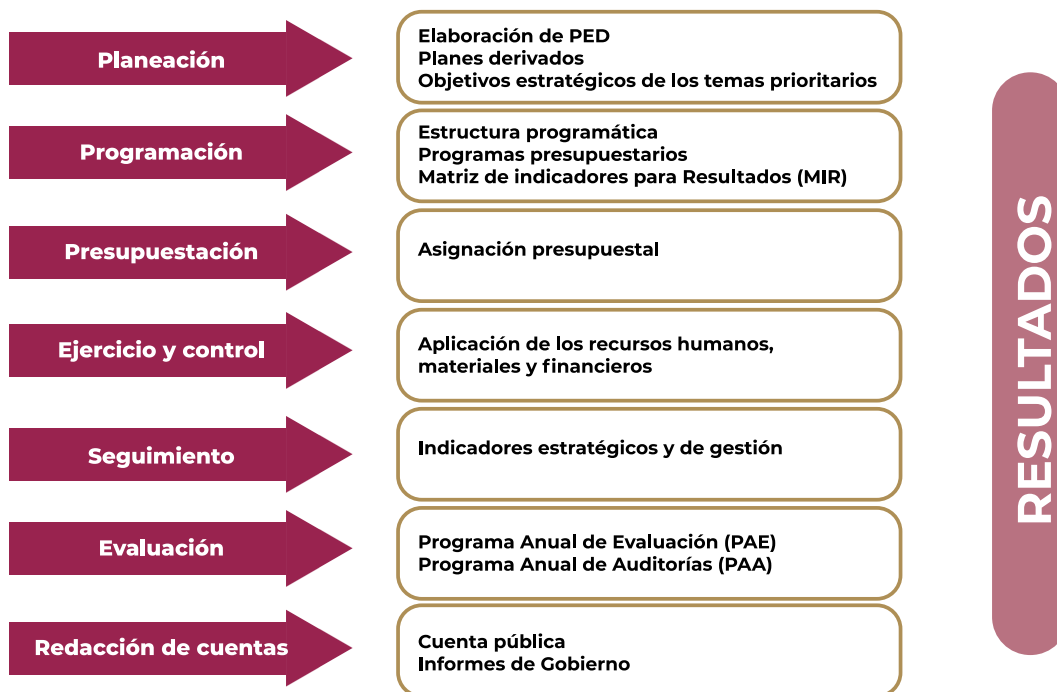 Planeación
Elaboración de PED
Planes derivados
Objetivos estratégicos de los temas prioritarios
Programación
Estructura programática
Programas presupuestarios
Matriz de indicadores para Resultados (MIR)
Presupuestación
Asignación presupuestal
Ejercicio y control
Aplicación de los recursos humanos,
materiales y financieros
Seguimiento
Indicadores estratégicos y de gestión
Evaluación
Programa Anual de Evaluación (PAE)
Programa Anual de Auditorías (PAA)
Redacción de cuentas
Cuenta pública
Informes de Gobierno
RESULTADOS